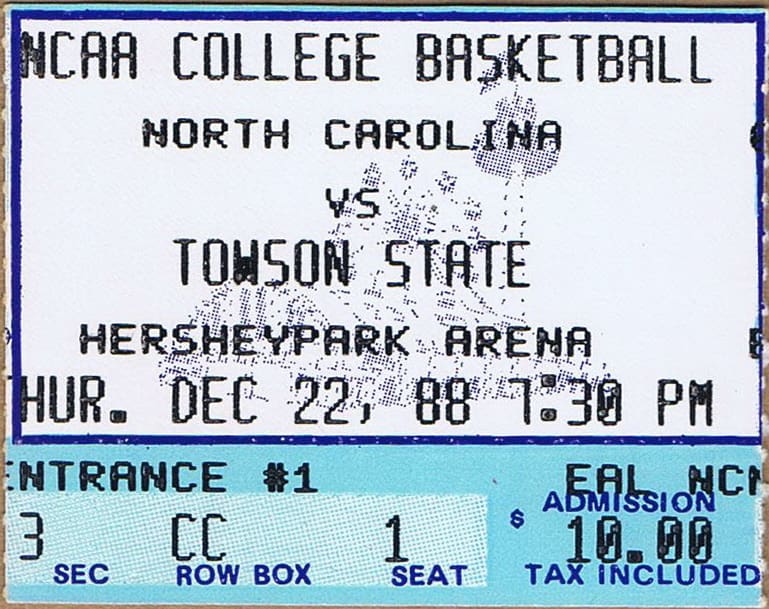 NCAA COLLEGE BASKETBALL
NORTH CAROLINA
VS
TOWSON STATE
HERSHEYPARK ARENA
HUR. DEC 22, 88 7:30 PM
ENTRANCE #1 EAL NCN
ADMISSION
3 CC 1 $ 10.00
SEC ROW BOX SEAT TAX INCLUDED